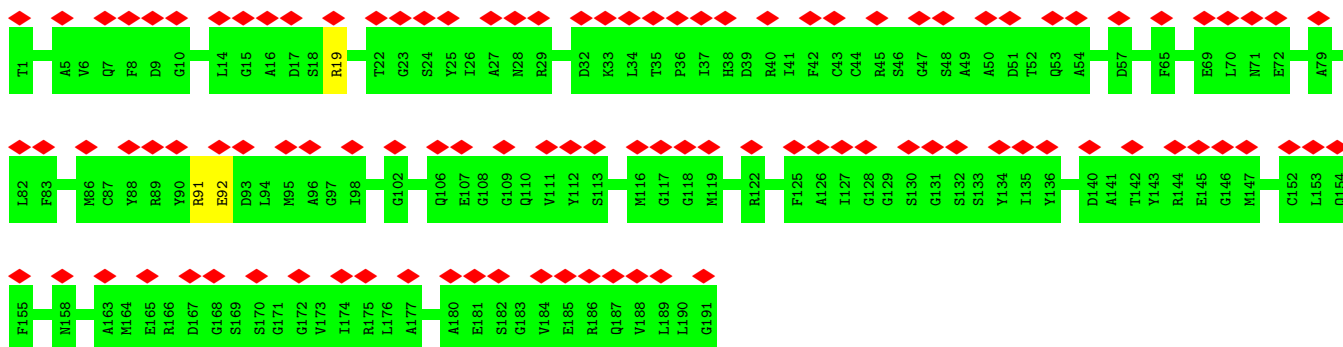 T1 A5 V6 Q7 F8 D9 G10 L14 G15 A16 D17 S18 R19 T22 G23 S24 Y25 I26 A27 N28 R29 D32 K33 L34 T35 P36 I37 H38 D39 R40 I41 F42 C43 C44 R45 S46 G47 S48 A49 A50 D51 T52 Q53 A54 D57 F65 E69 L70 N71 E72 A79
L82 F83 M86 C87 Y88 R89 Y90 R91 E92 D93 L94 M95 A96 G97 I98 G102 Q106 E107 G108 G109 Q110 V111 Y112 S113 M116 G117 G118 M119 R122 F125 A126 I127 G128 G129 S130 G131 S132 S133 Y134 I135 Y136 D140 A141 T142 Y143 R144 E145 G146 M147 C152 L153 Q154
F155 N158 A163 M164 E165 R166 D167 G168 S169 S170 G171 G172 V173 I174 R175 L176 A177 A180 E181 S182 G183 V184 E185 R186 Q187 V188 L189 L190 G191